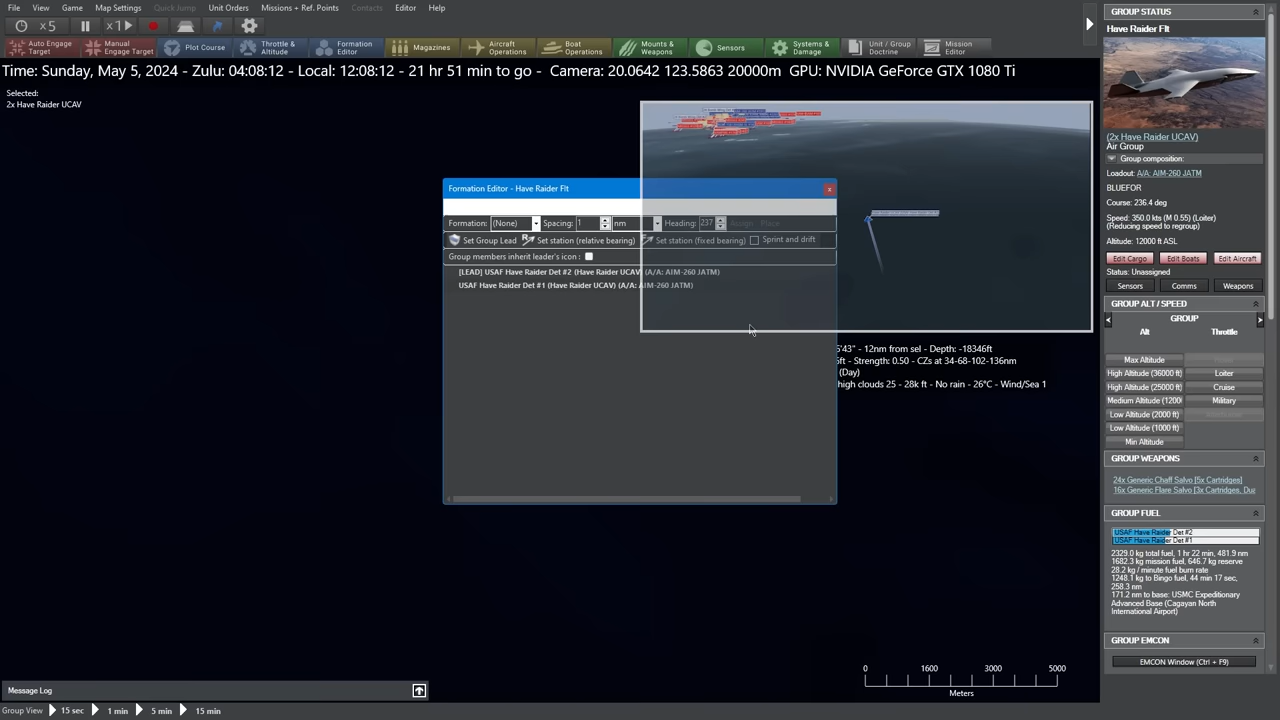 File View Game Map Settings Quick Jump Unit Orders Missions + Ref. Points Contacts Editor Help
x5 x1
Auto Engage Target Manual Engage Target Plot Course Throttle & Altitude Formation Editor Magazines Aircraft Operations Boat Operations Mounts & Weapons Sensors Systems & Damage Unit / Group Doctrine Mission Editor
Time: Sunday, May 5, 2024 - Zulu: 04:08:12 - Local: 12:08:12 - 21 hr 51 min to go - Camera: 20.0642 123.5863 20000m GPU: NVIDIA GeForce GTX 1080 Ti
Selected:
2x Have Raider UCAV
Formation Editor - Have Raider Flt
x
Formation: (None) Spacing: 1 nm Heading: 237 Assign Place
Set Group Lead Set station (relative bearing) Set station (fixed bearing) Sprint and drift
Group members inherit leader's icon :
[LEAD] USAF Have Raider Det #2 (Have Raider UCAV) (A/A: AIM-260 JATM)
USAF Have Raider Det #1 (Have Raider UCAV) (A/A: AIM-260 JATM)
5'43" - 12nm from sel - Depth: -18346ft
ft - Strength: 0.50 - CZs at 34-68-102-136nm
(Day)
high clouds 25 - 28k ft - No rain - 26°C - Wind/Sea 1
0 1600 3000 5000
Meters
Message Log
Group View 15 sec 1 min 5 min 15 min
GROUP STATUS
Have Raider Flt
(2x Have Raider UCAV)
Air Group
Group composition:
Loadout: A/A: AIM-260 JATM
BLUEFOR
Course: 236.4 deg
Speed: 350.0 kts (M 0.55) (Loiter)
(Reducing speed to regroup)
Altitude: 12000 ft ASL
Edit Cargo Edit Boats Edit Aircraft
Status: Unassigned
Sensors Comms Weapons
GROUP ALT / SPEED
GROUP
Alt Throttle
Max Altitude
High Altitude (36000 ft) Loiter
High Altitude (25000 ft) Cruise
Medium Altitude (1200 Military
Low Altitude (2000 ft)
Low Altitude (1000 ft)
Min Altitude
GROUP WEAPONS
24x Generic Chaff Salvo [5x Cartridges]
16x Generic Flare Salvo [3x Cartridges, Dua
GROUP FUEL
USAF Have Raider Det #2
USAF Have Raider Det #1
2329.0 kg total fuel, 1 hr 22 min, 481.9 nm
1682.3 kg mission fuel, 646.7 kg reserve
28.2 kg / minute fuel burn rate
1248.1 kg to Bingo fuel, 44 min 17 sec,
258.3 nm
171.2 nm to base: USMC Expeditionary
Advanced Base (Cagayan North
International Airport)
GROUP EMCON
EMCON Window (Ctrl + F9)